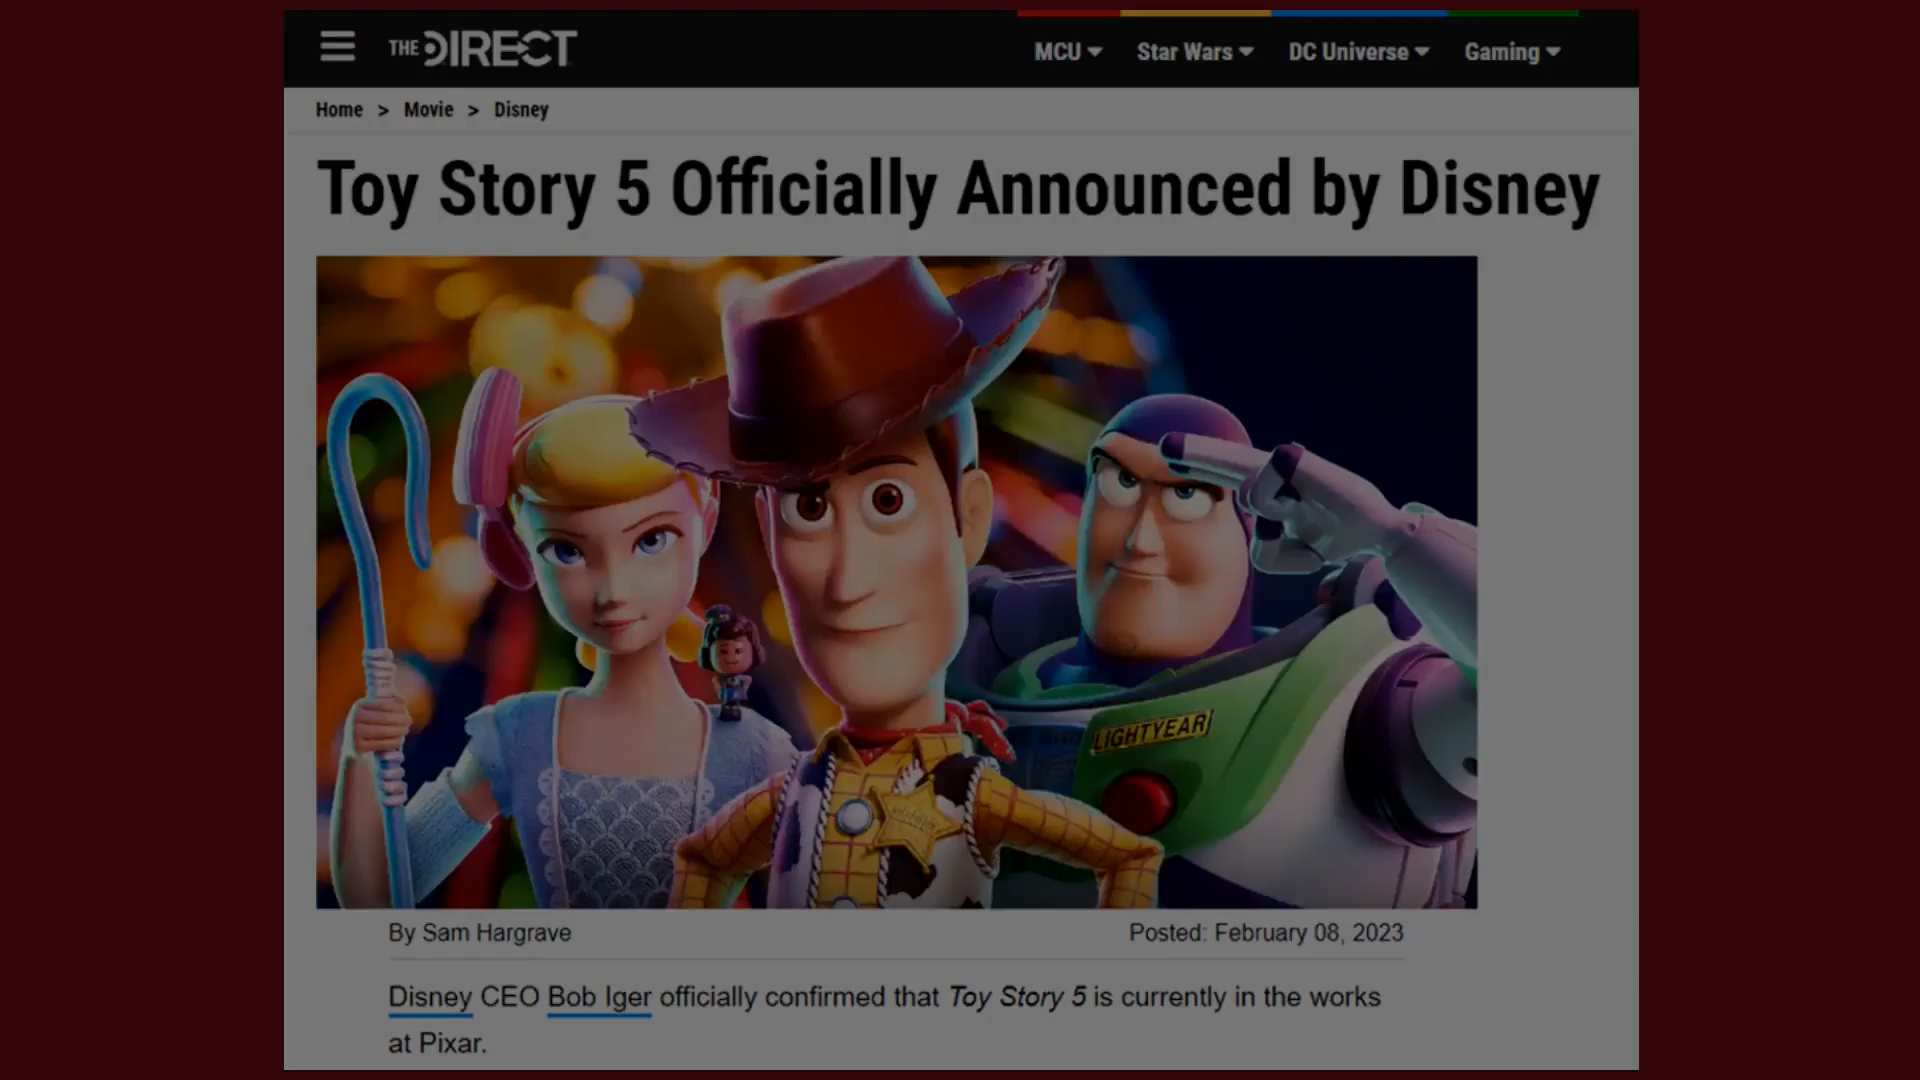 THE DIRECT
MCU Star Wars DC Universe Gaming
Home > Movie > Disney
Toy Story 5 Officially Announced by Disney
LIGHTYEAR
By Sam Hargrave Posted: February 08, 2023
Disney CEO Bob Iger officially confirmed that Toy Story 5 is currently in the works
at Pixar.